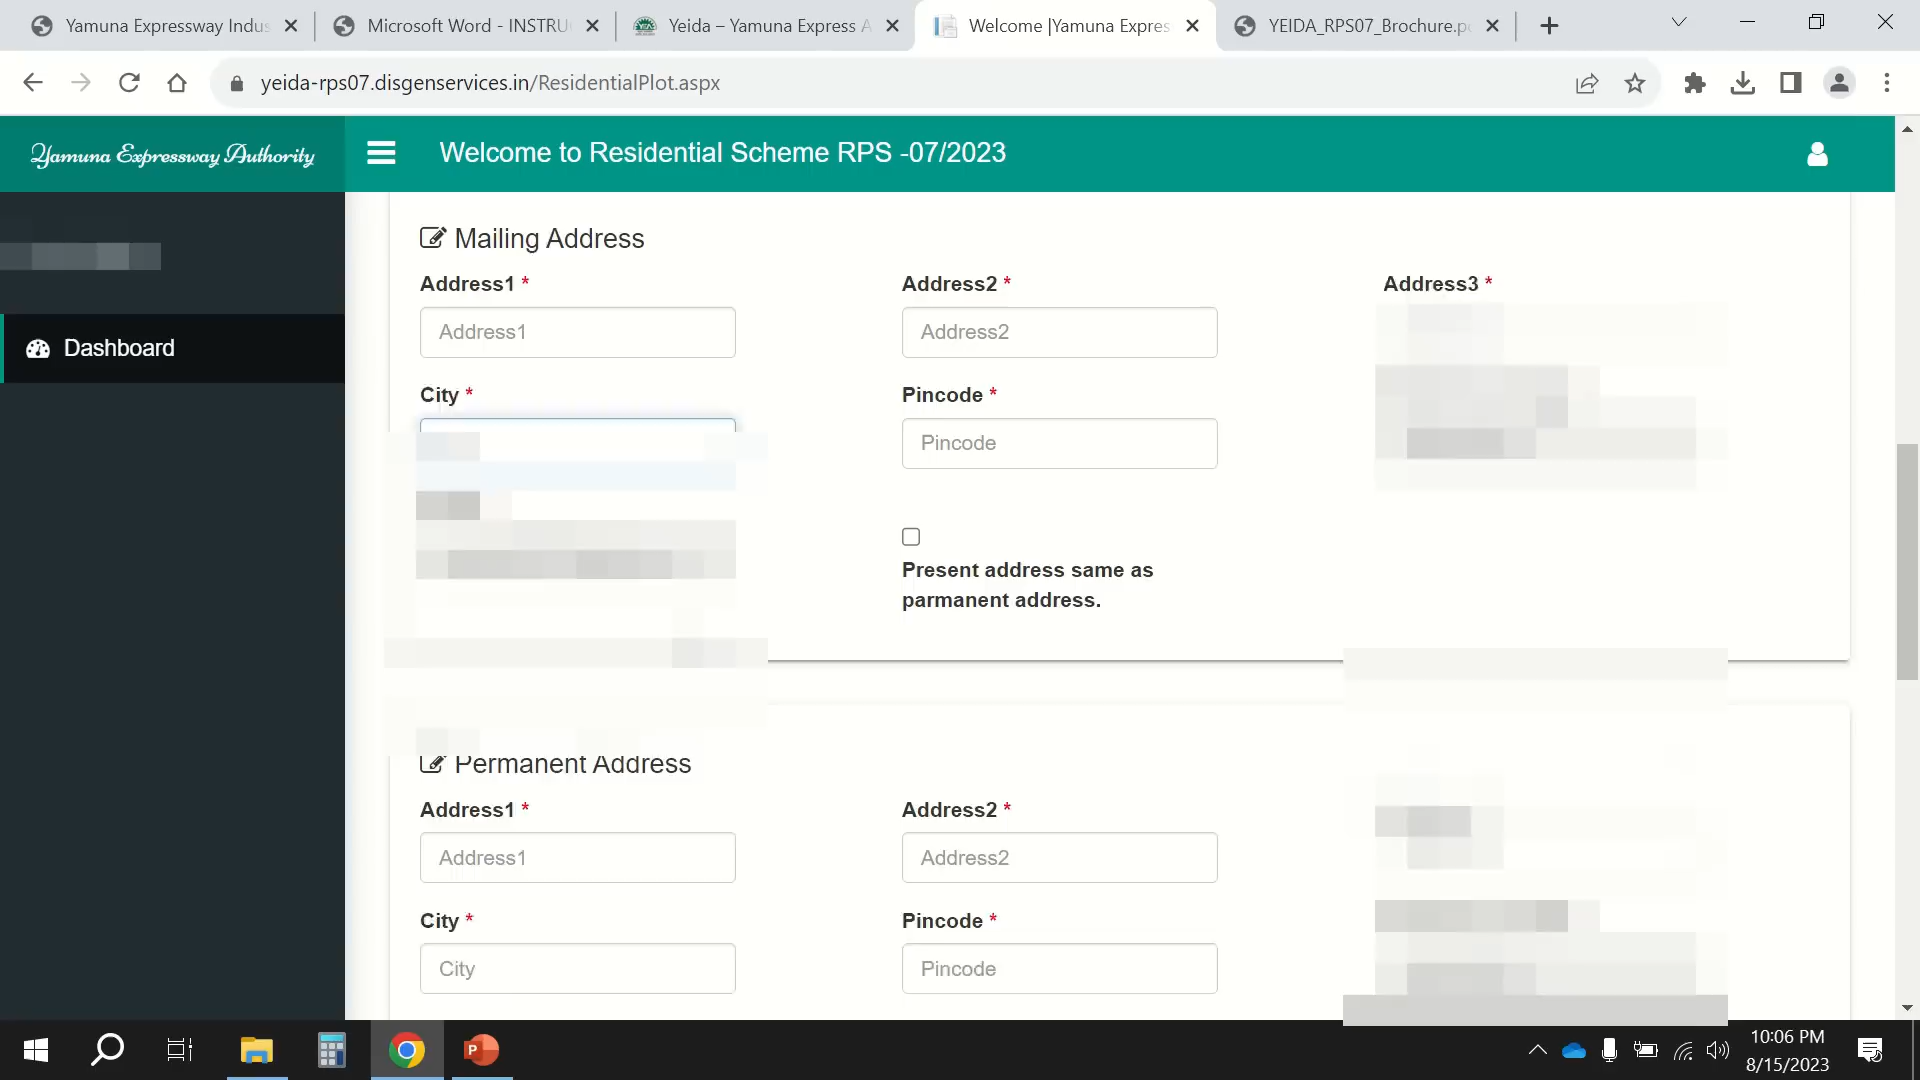 Yamuna Expressway Indus
Microsoft Word - INSTRU
Yeida – Yamuna Express A
Welcome |Yamuna Expres
YEIDA_RPS07_Brochure.p
yeida-rps07.disgenservices.in/ResidentialPlot.aspx
Yamuna Expressway Authority
Welcome to Residential Scheme RPS -07/2023
Dashboard
Mailing Address
Address1 *
Address2 *
Address3 *
Address1
Address2
City *
Pincode *
Pincode
Present address same as
parmanent address.
Permanent Address
Address1 *
Address2 *
Address1
Address2
City *
Pincode *
City
Pincode
10:06 PM
8/15/2023